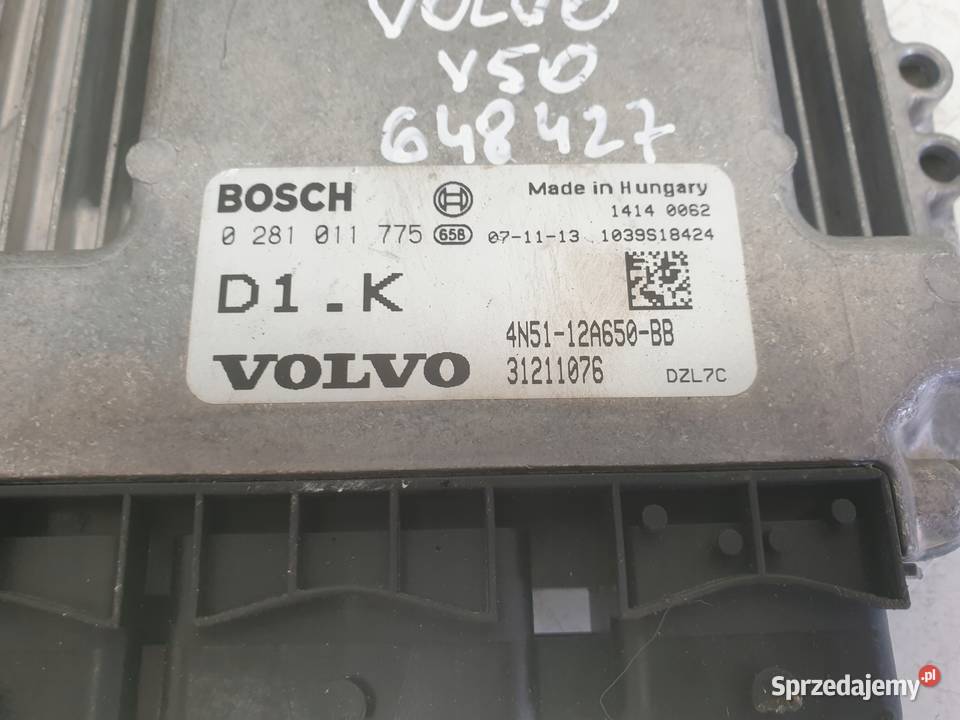 VOLVO
V50
648427
BOSCH
Made in Hungary
1414 0062
0 281 011 775 65B 07-11-13 1039S18424
D1.K
4N51-12A650-BB
VOLVO 31211076 DZL7C
Sprzedajemy.pl